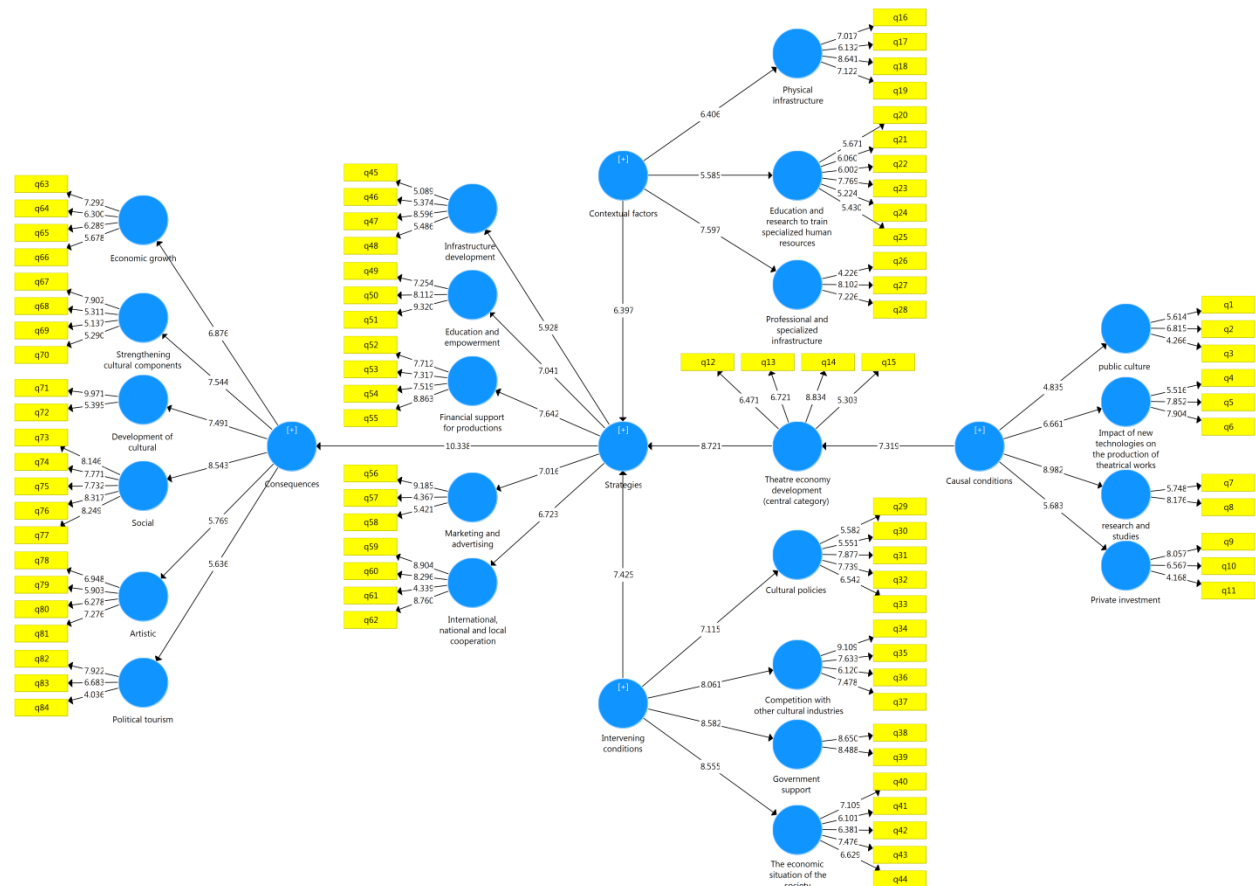 q16
7.017
q17
6.132
q18
8.641
q19
7.122
Physical
infrastructure
6.406
q20
5.671
q21
6.060
q22
6.002
q23
7.769
q24
5.224
q25
5.430
[+]
Contextual factors
5.585
Education and
research to train
specialized human
resources
7.597
q26
4.226
q27
8.102
q28
7.226
Professional and
specialized
infrastructure
6.397
q63
7.292
q64
6.300
q65
6.289
q66
5.678
Economic growth
q67
7.902
q68
5.311
q69
5.137
q70
5.290
Strengthening
cultural components
q71
9.971
q72
5.395
Development of
cultural
q73
8.146
q74
7.771
q75
7.732
q76
8.317
q77
8.249
Social
q78
6.948
q79
5.903
q80
6.278
q81
7.276
Artistic
q82
7.922
q83
6.683
q84
4.036
Political tourism
6.876
7.544
7.491
8.543
5.769
5.636
[+]
Consequences
10.338
q45
5.089
q46
5.374
q47
8.596
q48
5.486
Infrastructure
development
q49
7.254
q50
8.112
q51
9.320
Education and
empowerment
q52
7.712
q53
7.317
q54
7.519
q55
8.863
Financial support
for productions
q56
9.185
q57
4.367
q58
5.421
Marketing and
advertising
q59
8.904
q60
8.296
q61
4.339
q62
8.760
International,
national and local
cooperation
5.928
7.041
7.642
7.016
6.723
[+]
Strategies
8.721
q12
q13
q14
q15
6.471
6.721
8.834
5.303
Theatre economy
development
(central category)
7.319
[+]
Causal conditions
4.835
6.661
8.982
5.683
q1
5.614
q2
6.815
q3
4.266
public culture
q4
5.516
q5
7.852
q6
7.904
Impact of new
technologies on
the production of
theatrical works
q7
5.748
q8
8.176
research and
studies
q9
8.057
q10
6.567
q11
4.168
Private investment
7.425
[+]
Intervening
conditions
7.115
8.061
8.582
8.555
q29
5.582
q30
5.551
q31
7.877
q32
7.739
q33
6.542
Cultural policies
q34
9.109
q35
7.633
q36
6.120
q37
7.478
Competition with
other cultural industries
q38
8.650
q39
8.488
Government
support
q40
7.105
q41
6.101
q42
6.381
q43
7.476
q44
6.629
The economic
situation of the
society